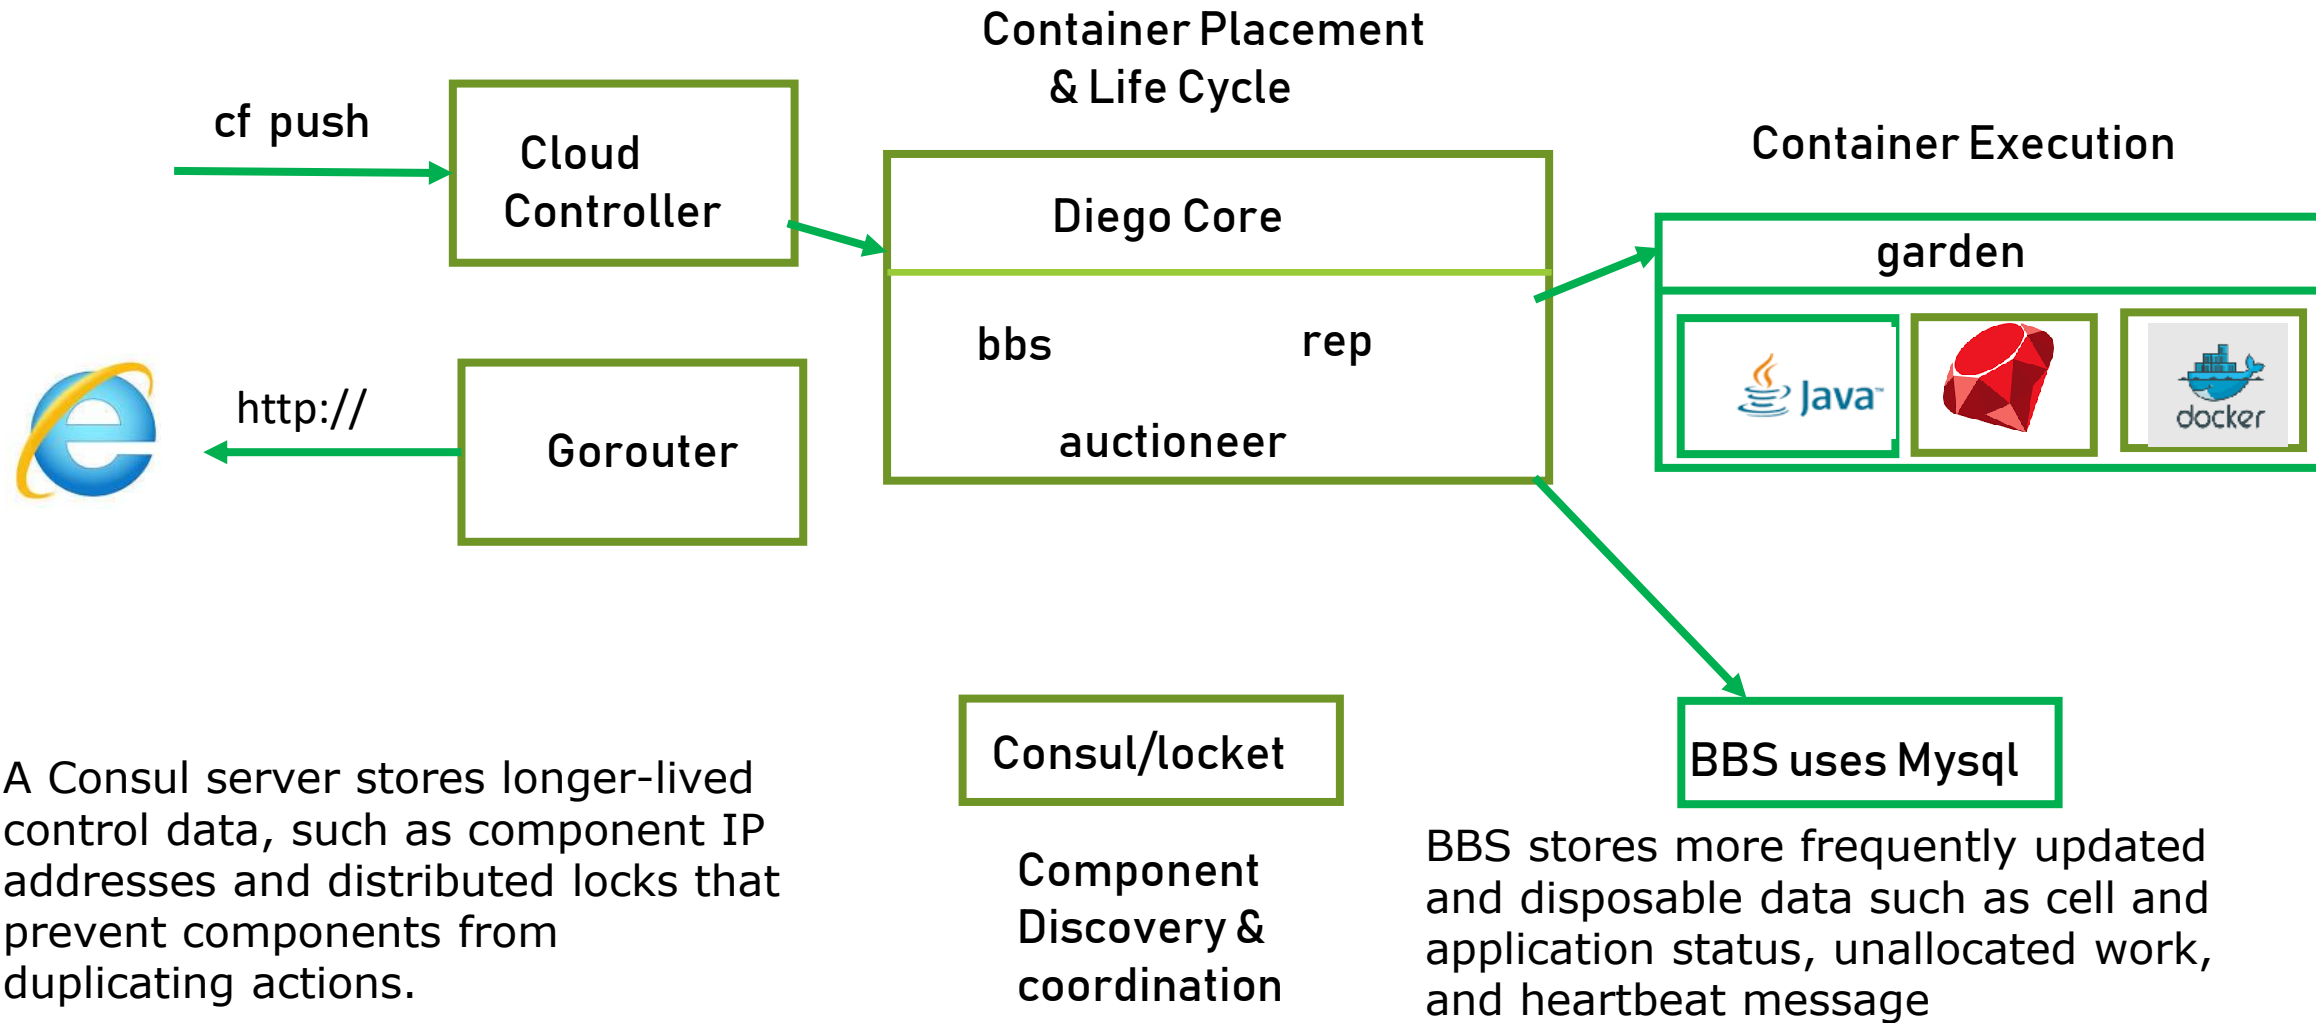 Container Placement
& Life Cycle
cf push
Cloud
Controller
Container Execution
Diego Core
garden
bbs
rep
auctioneer
Java™
docker
http://
Gorouter
Consul/locket
BBS uses Mysql
A Consul server stores longer-lived
control data, such as component IP
addresses and distributed locks that
prevent components from
duplicating actions.
Component
Discovery &
coordination
BBS stores more frequently updated
and disposable data such as cell and
application status, unallocated work,
and heartbeat message